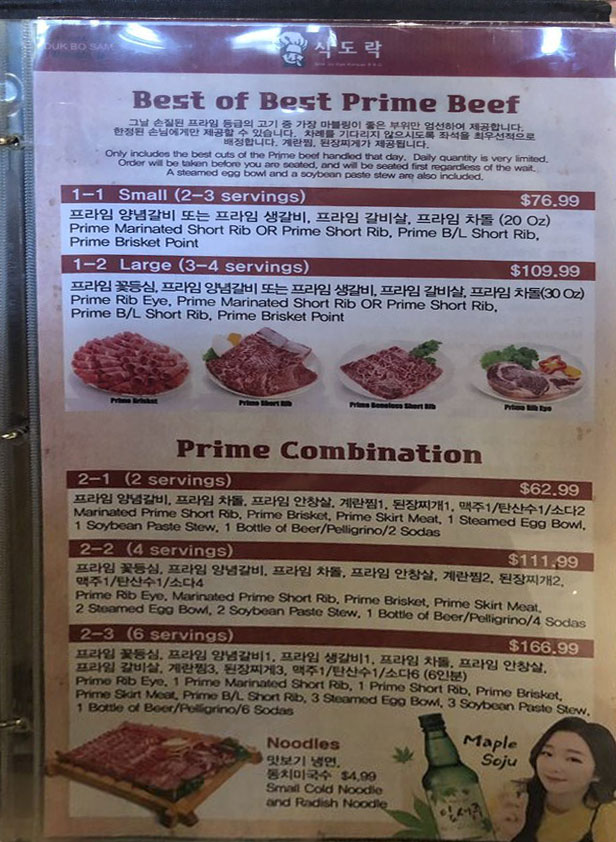 DUK BO SAM
식도락
Best of Best Prime Beef
그날 손질된 프라임 등급의 고기 중 가장 마블링이 좋은 부위만 엄선하여 제공합니다.
한정된 손님에게만 제공할 수 있습니다. 차례를 기다리지 않으시도록 좌석을 최우선적으로
배정합니다. 계란찜, 된장찌게가 제공됩니다.
Only includes the best cuts of the Prime beef handled that day. Daily quantity is very limited.
Order will be taken before you are seated, and will be seated first regardless of the wait.
A steamed egg bowl and a soybean paste stew are also included.
1-1 Small (2-3 servings) $76.99
프라임 양념갈비 또는 프라임 생갈비, 프라임 갈비살, 프라임 차돌 (20 Oz)
Prime Marinated Short Rib OR Prime Short Rib, Prime B/L Short Rib,
Prime Brisket Point
1-2 Large (3-4 servings) $109.99
프라임 꽃등심, 프라임 양념갈비 또는 프라임 생갈비, 프라임 갈비살, 프라임 차돌(30 Oz)
Prime Rib Eye, Prime Marinated Short Rib OR Prime Short Rib,
Prime B/L Short Rib, Prime Brisket Point
Prime Brisket Prime Short Rib Prime Boneless Short Rib Prime Rib Eye
Prime Combination
2-1 (2 servings) $62.99
프라임 양념갈비, 프라임 차돌, 프라임 안창살, 계란찜1, 된장찌개1, 맥주1/탄산수1/소다2
Marinated Prime Short Rib, Prime Brisket, Prime Skirt Meat, 1 Steamed Egg Bowl,
1 Soybean Paste Stew, 1 Bottle of Beer/Pelligrino/2 Sodas
2-2 (4 servings) $111.99
프라임 꽃등심, 프라임 양념갈비, 프라임 차돌, 프라임 안창살, 계란찜2, 된장찌개2,
맥주1/탄산수1/소다4
Prime Rib Eye, Marinated Prime Short Rib, Prime Brisket, Prime Skirt Meat,
2 Steamed Egg Bowl, 2 Soybean Paste Stew, 1 Bottle of Beer/Pelligrino/4 Sodas
2-3 (6 servings) $166.99
프라임 꽃등심, 프라임 양념갈비1, 프라임 생갈비1, 프라임 차돌, 프라임 안창살,
프라임 갈비살, 계란찜3, 된장찌게3, 맥주1/탄산수1/소다6 (6인분)
Prime Rib Eye, 1 Prime Marinated Short Rib, 1 Prime Short Rib, Prime Brisket,
Prime Skirt Meat, Prime B/L Short Rib, 3 Steamed Egg Bowl, 3 Soybean Paste Stew,
1 Bottle of Beer/Pelligrino/6 Sodas
Noodles
맛보기 냉면,
동치미국수 $4.99
Small Cold Noodle
and Radish Noodle
Maple
Soju
잎새주